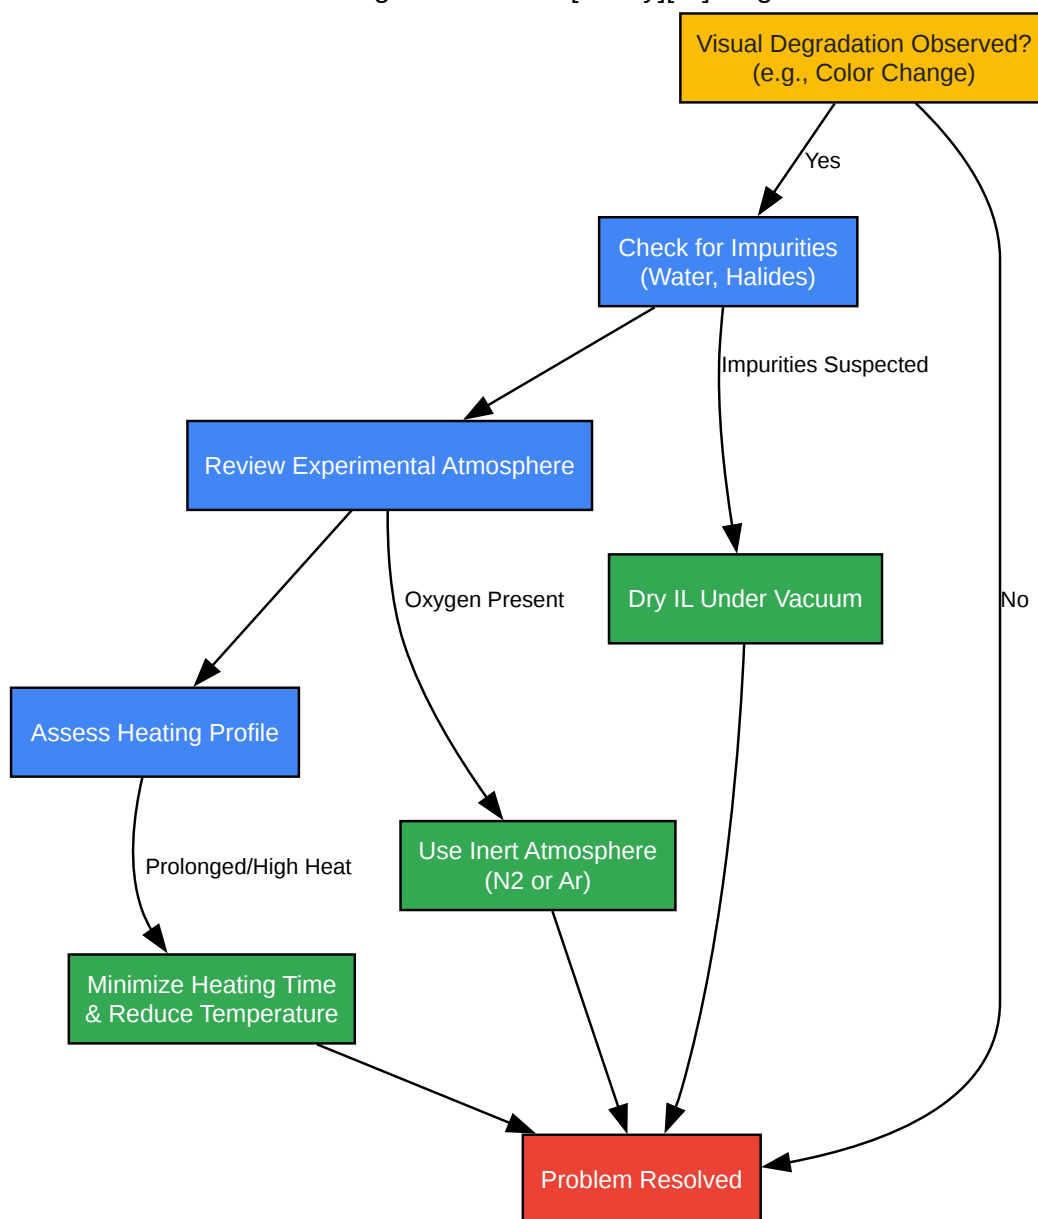 Visual Degradation Observed?
(e.g., Color Change)
Yes
Check for Impurities
(Water, Halides)
Impurities Suspected
Review Experimental Atmosphere
Oxygen Present
Dry IL Under Vacuum
No
Assess Heating Profile
Use Inert Atmosphere
(N2 or Ar)
Prolonged/High Heat
Minimize Heating Time
& Reduce Temperature
Problem Resolved